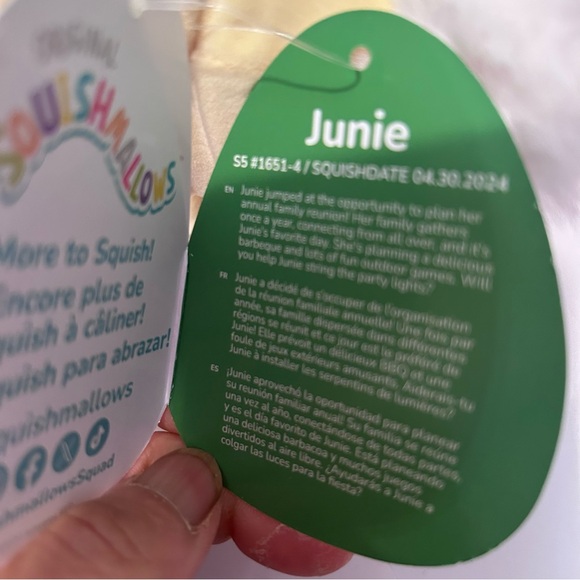 ORIGINAL
SQUISHMALLOWS
More to Squish!
Encore plus de
quish à câliner!
quish para abrazar!
quishmallows
hmallowsSquad
Junie
S5 #1651-4 / SQUISHDATE 04.30.2024
EN Junie jumped at the opportunity to plan her
annual family reunion! Her family gathers
once a year, connecting from all over, and it's
Junie's favorite day. She's planning a delicious
barbeque and lots of fun outdoor games. Will
you help Junie string the party lights?
FR Junie a décidé de s'occuper de l'organisation
de la réunion familiale annuelle! Une fois par
année, sa famille dispersée dans différentes
régions se réunit et ce jour est la préféré de
Junie! Elle prévoit un délicieux BBQ et une
foule de jeux extérieurs amusants. Aiderais-tu
Junie à installer les serpentins de lumières?
ES ¡Junie aprovechó la oportunidad para planear
su reunión familiar anual! Su familia se reúne
una vez al año, conectándose de todas partes,
y es el día favorito de Junie. Está planeando
una deliciosa barbacoa y muchos juegos
divertidos al aire libre. ¿Ayudarás a Junie a
colgar las luces para la fiesta?